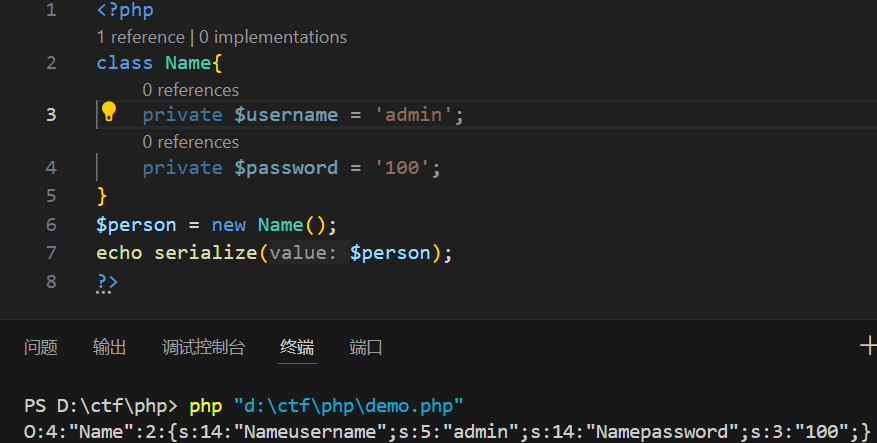 1 <?php
1 reference | 0 implementations
2 class Name{
0 references
3 private $username = 'admin';
0 references
4 private $password = '100';
5 }
6 $person = new Name();
7 echo serialize(value: $person);
8 ?>
问题 输出 调试控制台 终端 端口
PS D:\ctf\php> php "d:\ctf\php\demo.php"
O:4:"Name":2:{s:14:"Nameusername";s:5:"admin";s:14:"Namepassword";s:3:"100";}